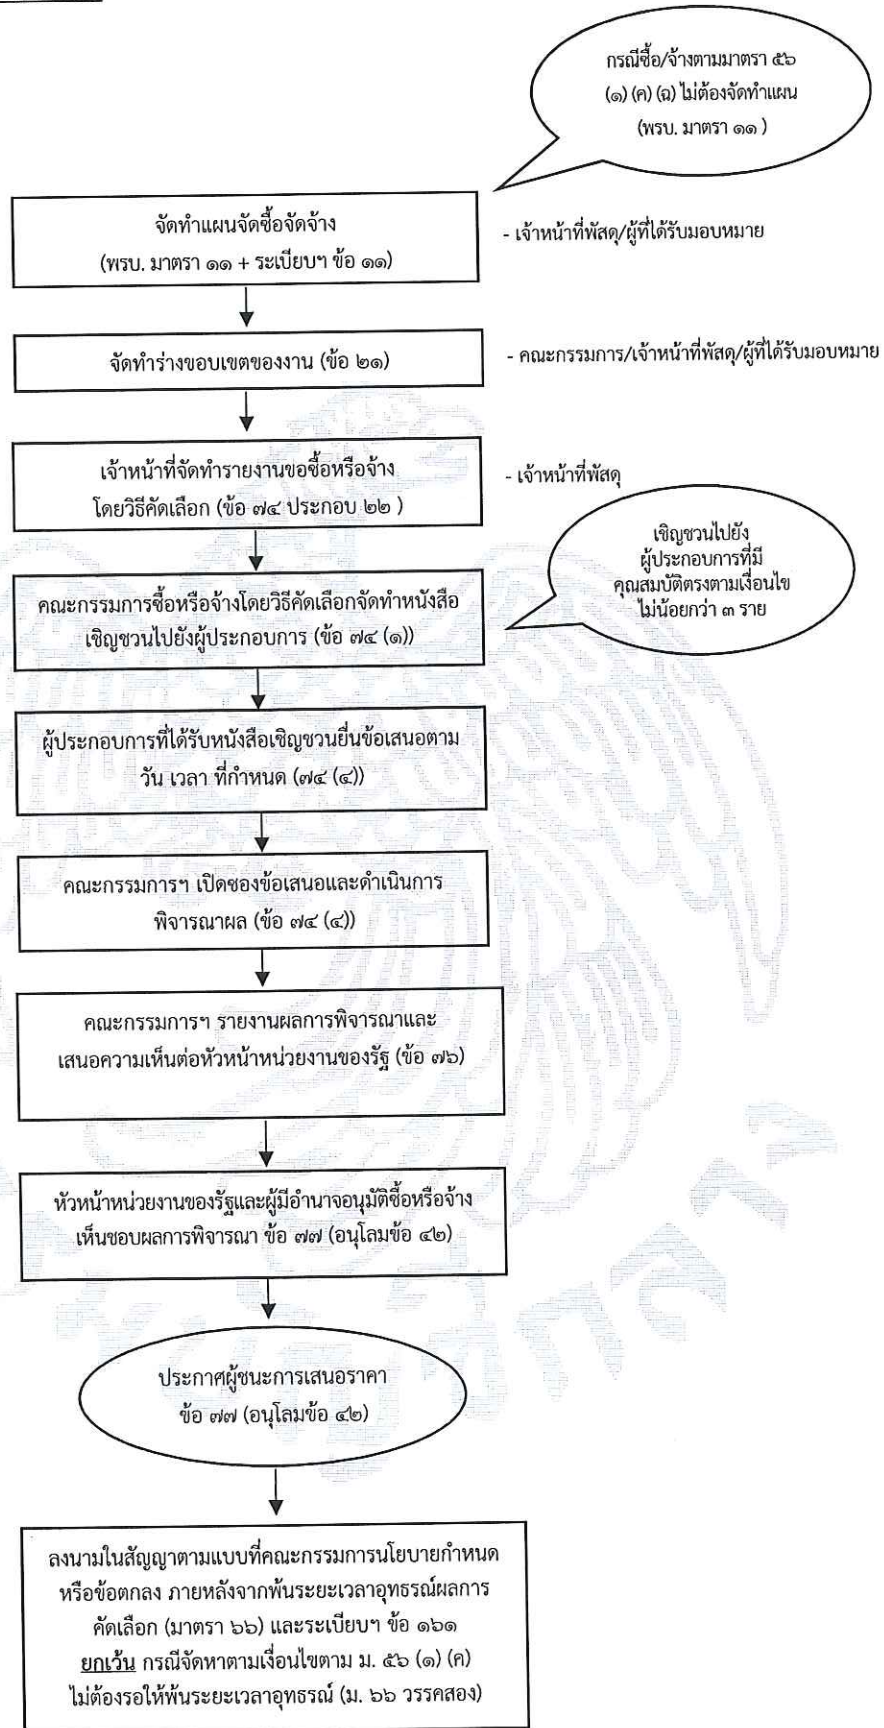 กรณีซื้อ/จ้างตามมาตรา ๕๖
(๑) (ค) (ฉ) ไม่ต้องจัดทำแผน
(พรบ. มาตรา ๑๑ )
จัดทำแผนจัดซื้อจัดจ้าง
(พรบ. มาตรา ๑๑ + ระเบียบฯ ข้อ ๑๑)
- เจ้าหน้าที่พัสดุ/ผู้ที่ได้รับมอบหมาย
จัดทำร่างขอบเขตของงาน (ข้อ ๒๑)
- คณะกรรมการ/เจ้าหน้าที่พัสดุ/ผู้ที่ได้รับมอบหมาย
เจ้าหน้าที่จัดทำรายงานขอซื้อหรือจ้าง
โดยวิธีคัดเลือก (ข้อ ๗๔ ประกอบ ๒๒ )
- เจ้าหน้าที่พัสดุ
เชิญชวนไปยัง
ผู้ประกอบการที่มี
คุณสมบัติตรงตามเงื่อนไข
ไม่น้อยกว่า ๓ ราย
คณะกรรมการซื้อหรือจ้างโดยวิธีคัดเลือกจัดทำหนังสือ
เชิญชวนไปยังผู้ประกอบการ (ข้อ ๗๔ (๑))
ผู้ประกอบการที่ได้รับหนังสือเชิญชวนยื่นข้อเสนอตาม
วัน เวลา ที่กำหนด (๗๔ (๔))
คณะกรรมการฯ เปิดซองข้อเสนอและดำเนินการ
พิจารณาผล (ข้อ ๗๔ (๔))
คณะกรรมการฯ รายงานผลการพิจารณาและ
เสนอความเห็นต่อหัวหน้าหน่วยงานของรัฐ (ข้อ ๗๖)
หัวหน้าหน่วยงานของรัฐและผู้มีอำนาจอนุมัติซื้อหรือจ้าง
เห็นชอบผลการพิจารณา ข้อ ๗๗ (อนุโลมข้อ ๔๒)
ประกาศผู้ชนะการเสนอราคา
ข้อ ๗๗ (อนุโลมข้อ ๔๒)
ลงนามในสัญญาตามแบบที่คณะกรรมการนโยบายกำหนด
หรือข้อตกลง ภายหลังจากพ้นระยะเวลาอุทธรณ์ผลการ
คัดเลือก (มาตรา ๖๖) และระเบียบฯ ข้อ ๑๖๑
ยกเว้น กรณีจัดหาตามเงื่อนไขตาม ม. ๕๖ (๑) (ค)
ไม่ต้องรอให้พ้นระยะเวลาอุทธรณ์ (ม. ๖๖ วรรคสอง)